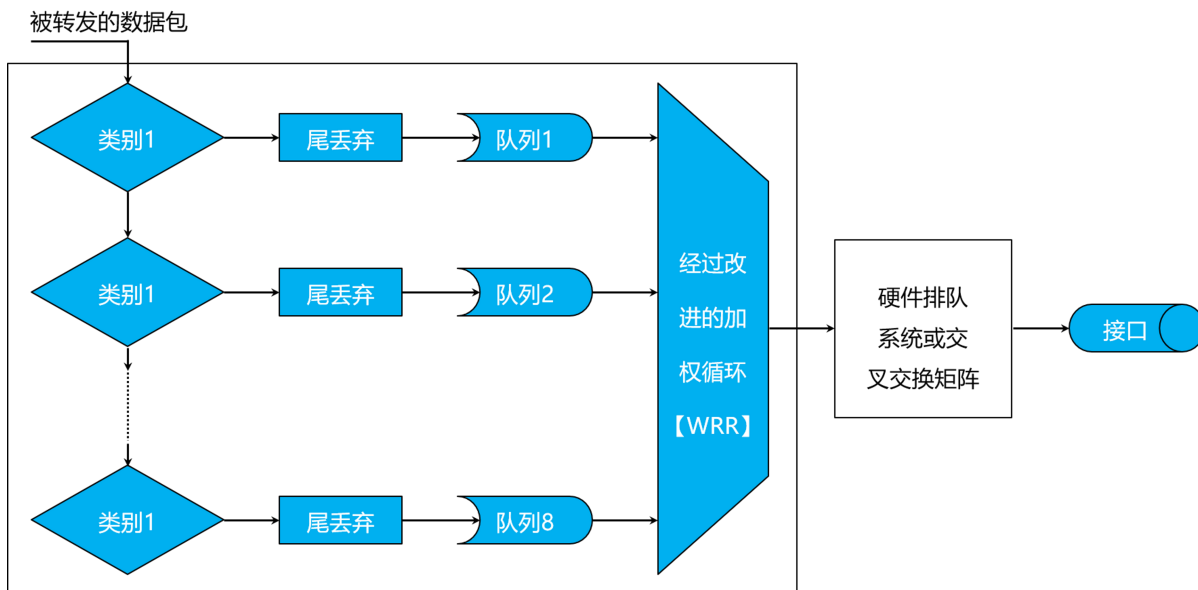 被转发的数据包
类别1
尾丢弃
队列1
类别1
尾丢弃
队列2
类别1
尾丢弃
队列8
经过改
进的加
权循环
【WRR】
硬件排队
系统或交
叉交换矩阵
接口